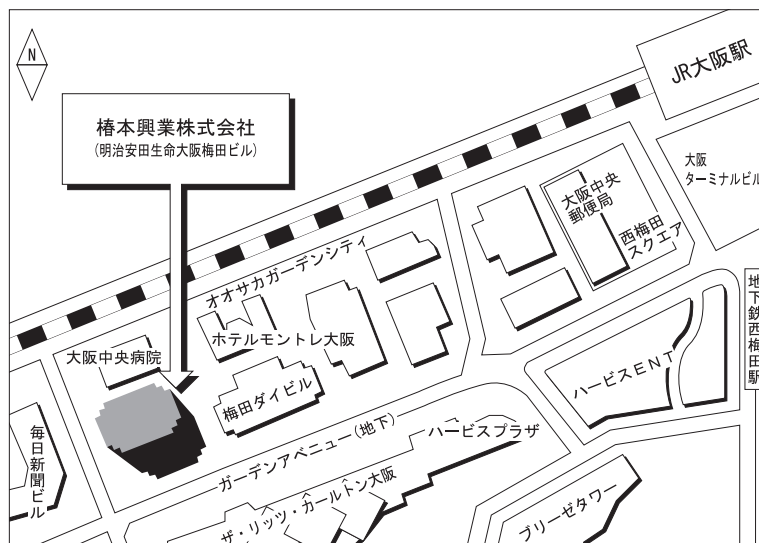 N
JR大阪駅
椿本興業株式会社
(明治安田生命大阪梅田ビル)
大阪
ターミナルビル
大阪中央
郵便局
西梅田
スクエア
オオサカガーデンシティ
地下鉄西梅田駅
大阪中央病院
ホテルモントレ大阪
ハービスENT
梅田ダイビル
毎日新聞ビル
ガーデンアベニュー(地下)
ハービスプラザ
ザ・リッツ・カールトン大阪
ブリーゼタワー